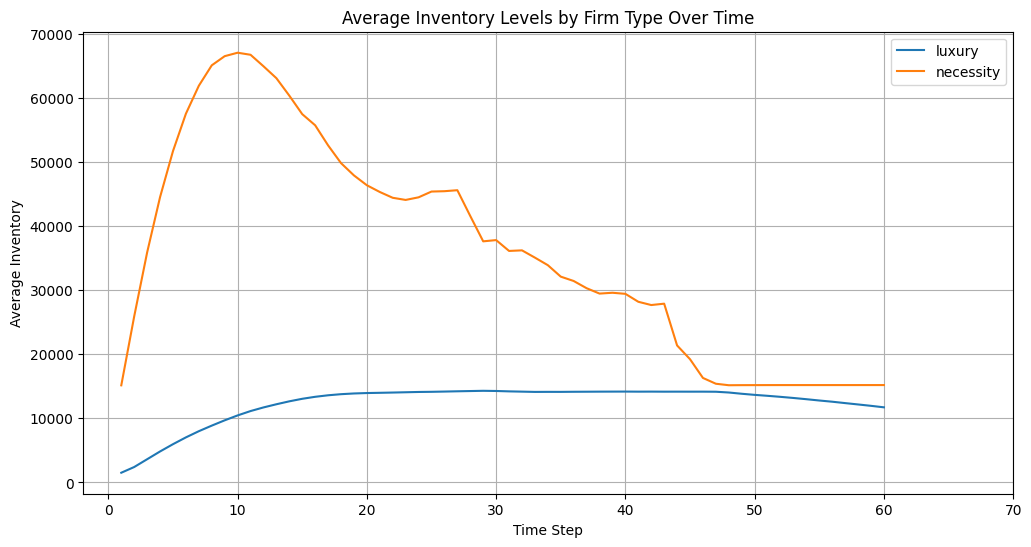 Average Inventory Levels by Firm Type Over Time
luxury
necessity
Average Inventory
70000
60000
50000
40000
30000
20000
10000
0
0 10 20 30 40 50 60 70
Time Step